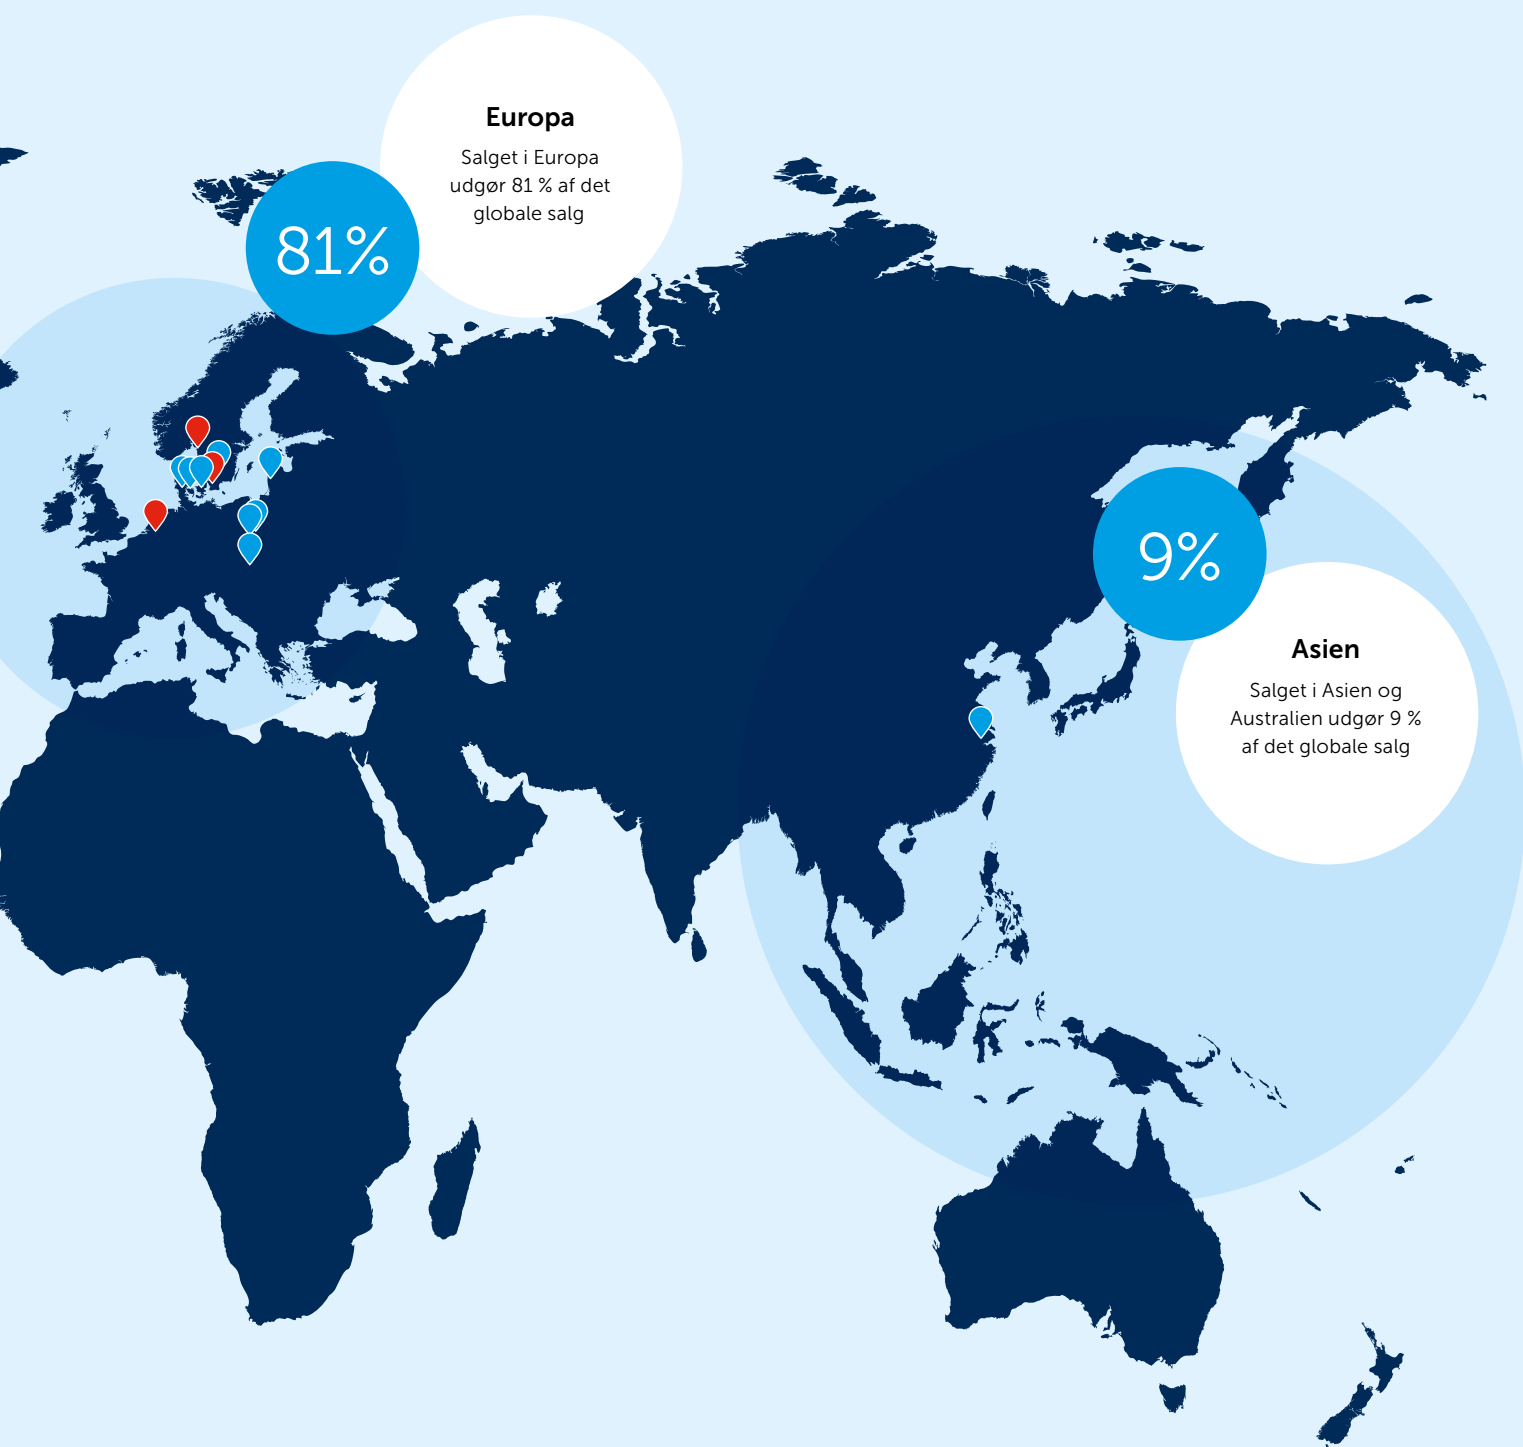 Europa
Salget i Europa
udgør 81 % af det
globale salg
81%
9%
Asien
Salget i Asien og
Australien udgør 9 %
af det globale salg